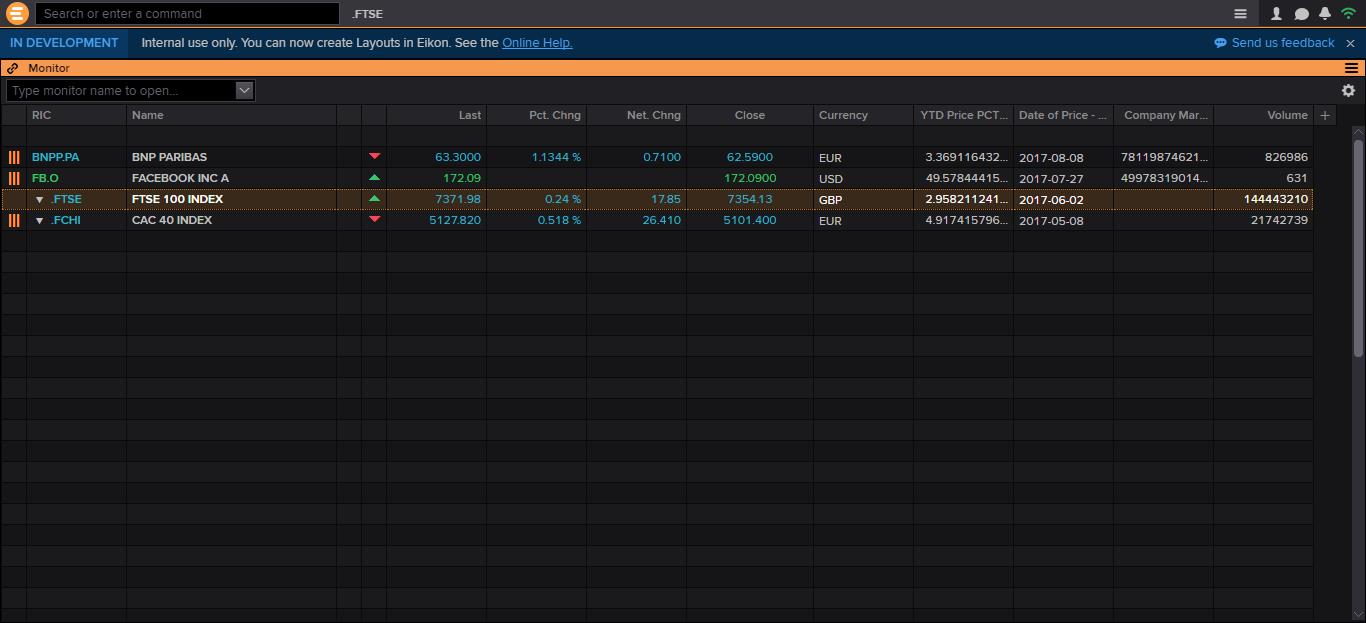 Search or enter a command .FTSE
IN DEVELOPMENT Internal use only. You can now create Layouts in Eikon. See the Online Help. Send us feedback
Monitor
Type monitor name to open...
RIC Name Last Pct. Chng Net. Chng Close Currency YTD Price PCT... Date of Price - ... Company Mar... Volume +
BNPP.PA BNP PARIBAS 63.3000 1.1344 % 0.7100 62.5900 EUR 3.369116432... 2017-08-08 78119874621... 826986
FB.O FACEBOOK INC A 172.09 172.0900 USD 49.57844415... 2017-07-27 49978319014... 631
.FTSE FTSE 100 INDEX 7371.98 0.24 % 17.85 7354.13 GBP 2.958211241... 2017-06-02 144443210
.FCHI CAC 40 INDEX 5127.820 0.518 % 26.410 5101.400 EUR 4.917415796... 2017-05-08 21742739